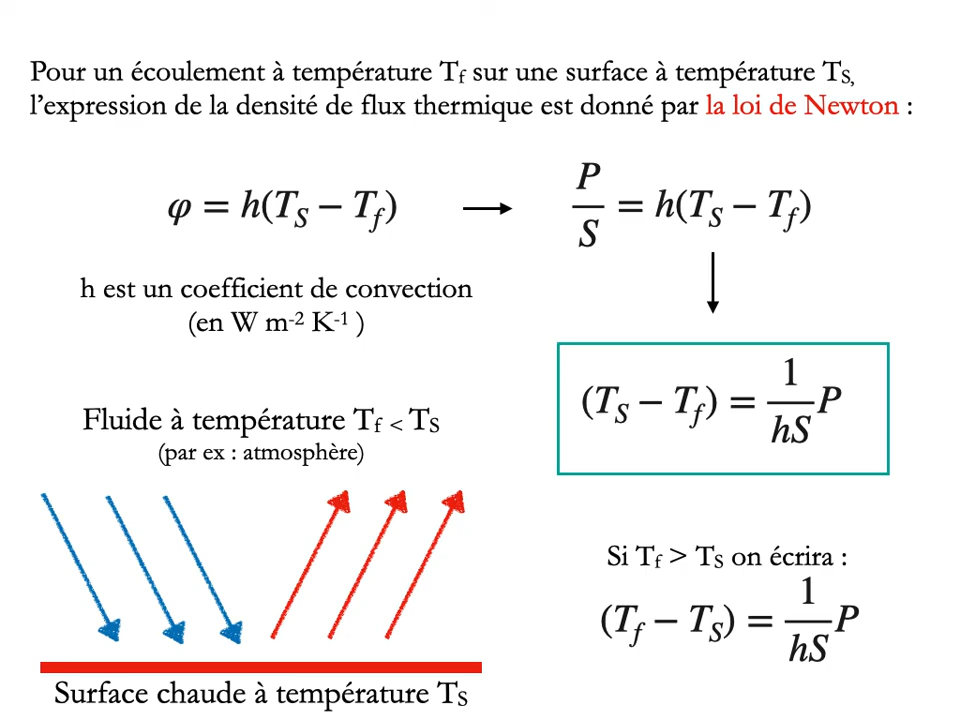 Pour un écoulement à température Tf sur une surface à température TS,
l’expression de la densité de flux thermique est donné par la loi de Newton :
φ = h(TS − Tf)
P/S = h(TS − Tf)
h est un coefficient de convection
(en W m-2 K-1 )
(TS − Tf) = 1/hS P
Fluide à température Tf < TS
(par ex : atmosphère)
Si Tf > TS on écrira :
(Tf − TS) = 1/hS P
Surface chaude à température TS